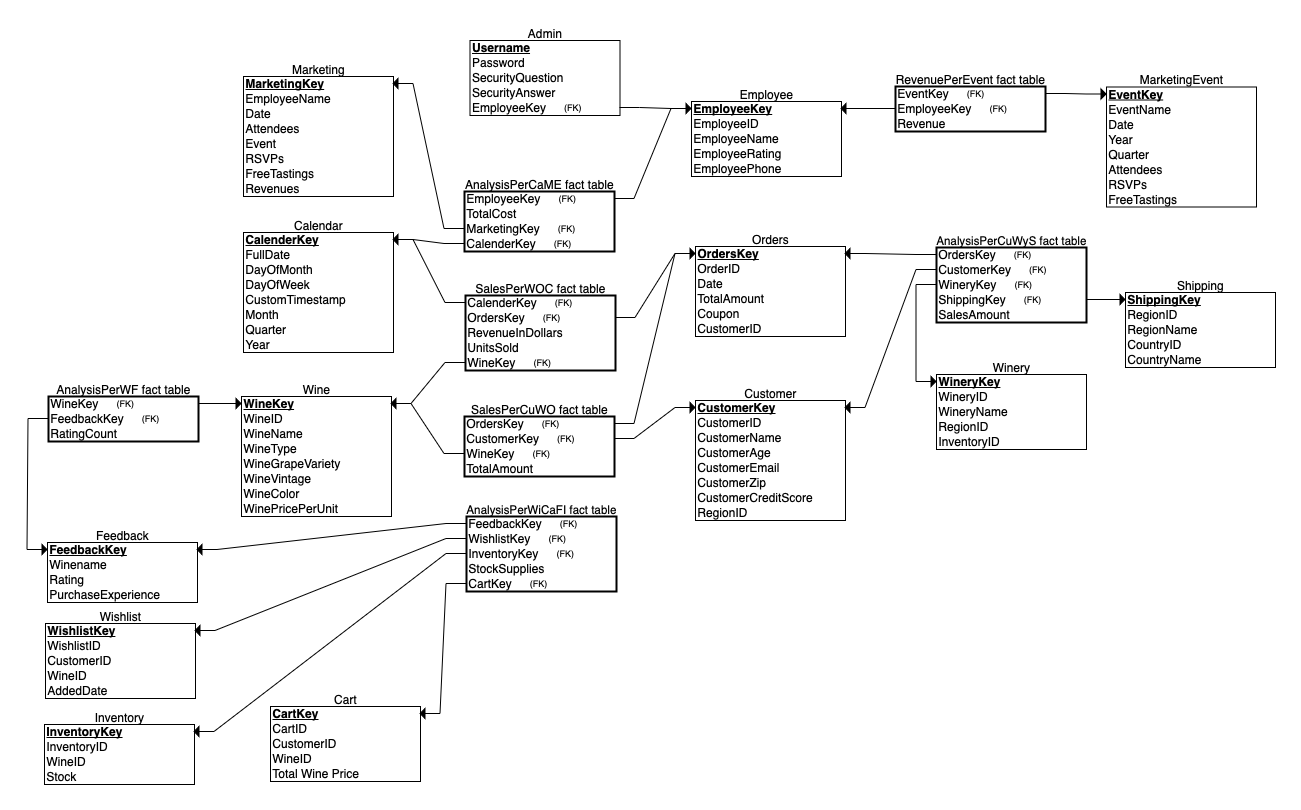 Admin
Username
Password
SecurityQuestion
SecurityAnswer
EmployeeKey (FK)
Marketing
MarketingKey
EmployeeName
Date
Attendees
Event
RSVPs
FreeTastings
Revenues
Employee
EmployeeKey
EmployeeID
EmployeeName
EmployeeRating
EmployeePhone
RevenuePerEvent fact table
EventKey (FK)
EmployeeKey (FK)
Revenue
MarketingEvent
EventKey
EventName
Date
Year
Quarter
Attendees
RSVPs
FreeTastings
AnalysisPerCaME fact table
EmployeeKey (FK)
TotalCost
MarketingKey (FK)
CalenderKey (FK)
Calendar
CalenderKey
FullDate
DayOfMonth
DayOfWeek
CustomTimestamp
Month
Quarter
Year
SalesPerWOC fact table
CalenderKey (FK)
OrdersKey (FK)
RevenueInDollars
UnitsSold
WineKey (FK)
Orders
OrdersKey
OrderID
Date
TotalAmount
Coupon
CustomerID
AnalysisPerCuWyS fact table
OrdersKey (FK)
CustomerKey (FK)
WineryKey (FK)
ShippingKey (FK)
SalesAmount
Shipping
ShippingKey
RegionID
RegionName
CountryID
CountryName
Winery
WineryKey
WineryID
WineryName
RegionID
InventoryID
AnalysisPerWF fact table
WineKey (FK)
FeedbackKey (FK)
RatingCount
Wine
WineKey
WineID
WineName
WineType
WineGrapeVariety
WineVintage
WineColor
WinePricePerUnit
SalesPerCuWO fact table
OrdersKey (FK)
CustomerKey (FK)
WineKey (FK)
TotalAmount
Customer
CustomerKey
CustomerID
CustomerName
CustomerAge
CustomerEmail
CustomerZip
CustomerCreditScore
RegionID
AnalysisPerWiCaFI fact table
FeedbackKey (FK)
WishlistKey (FK)
InventoryKey (FK)
StockSupplies
CartKey (FK)
Feedback
FeedbackKey
Winename
Rating
PurchaseExperience
Wishlist
WishlistKey
WishlistID
CustomerID
WineID
AddedDate
Inventory
InventoryKey
InventoryID
WineID
Stock
Cart
CartKey
CartID
CustomerID
WineID
Total Wine Price